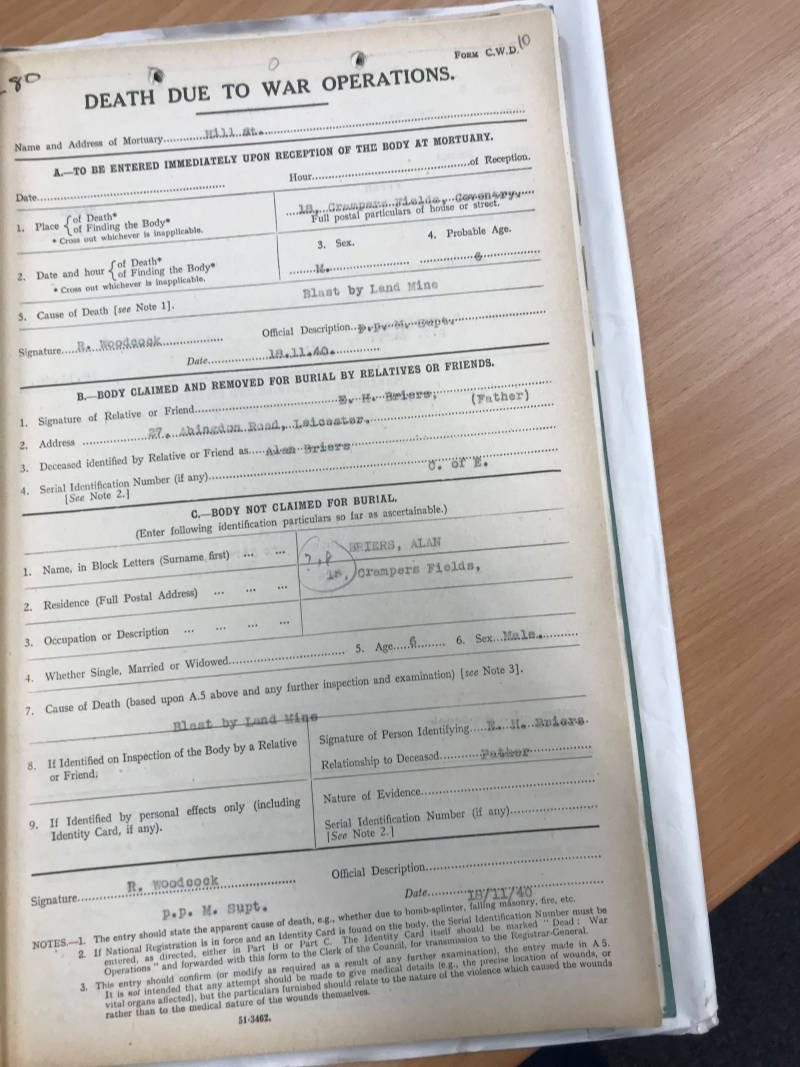 -80
0
FORM C.W.D. 10
DEATH DUE TO WAR OPERATIONS.
Name and Address of Mortuary Hill St.
A.—TO BE ENTERED IMMEDIATELY UPON RECEPTION OF THE BODY AT MORTUARY.
Date Hour of Reception.
1. Place { of Death* of Finding the Body* 18, Crampers Fields, Coventry.
* Cross out whichever is inapplicable. Full postal particulars of house or street.
2. Date and hour { of Death* of Finding the Body* 3. Sex. 4. Probable Age.
* Cross out whichever is inapplicable. M. 6
5. Cause of Death [see Note 1]. Blast by Land Mine
Signature R. Woodcock Official Description P.P. M. Supt.
Date 18.11.40.
B.—BODY CLAIMED AND REMOVED FOR BURIAL BY RELATIVES OR FRIENDS.
1. Signature of Relative or Friend H. Briers, (Father)
2. Address 27. Abingdon Road, Leicester.
3. Deceased identified by Relative or Friend as Alan Briers
4. Serial Identification Number (if any) C. of E.
[See Note 2.]
C.—BODY NOT CLAIMED FOR BURIAL.
(Enter following identification particulars so far as ascertainable.)
1. Name, in Block Letters (Surname first) BRIERS, ALAN
2. Residence (Full Postal Address) 18, Crampers Fields,
3. Occupation or Description
4. Whether Single, Married or Widowed 5. Age 6 6. Sex Male.
7. Cause of Death (based upon A.5 above and any further inspection and examination) [see Note 3].
Blast by Land Mine
8. If Identified on Inspection of the Body by a Relative or Friend; Signature of Person Identifying H. Briers.
Relationship to Deceased Father
9. If Identified by personal effects only (including Identity Card, if any). Nature of Evidence
Serial Identification Number (if any)
[See Note 2.]
Signature R. Woodcock Official Description
P.P. M. Supt. Date 18/11/40
NOTES.—1. The entry should state the apparent cause of death, e.g., whether due to bomb-splinter, falling masonry, fire, etc.
2. If National Registration is in force and an Identity Card is found on the body, the Serial Identification Number must be
entered, as directed, either in Part B or Part C. The Identity Card itself should be marked "Dead: War
Operations" and forwarded with this form to the Clerk of the Council, for transmission to the Registrar-General.
3. This entry should confirm (or modify as required as a result of any further examination), the entry made in A 5.
It is not intended that any attempt should be made to give medical details (e.g., the precise location of wounds, or
vital organs affected), but the particulars furnished should relate to the nature of the violence which caused the wounds
rather than to the medical nature of the wounds themselves.
51-3462.